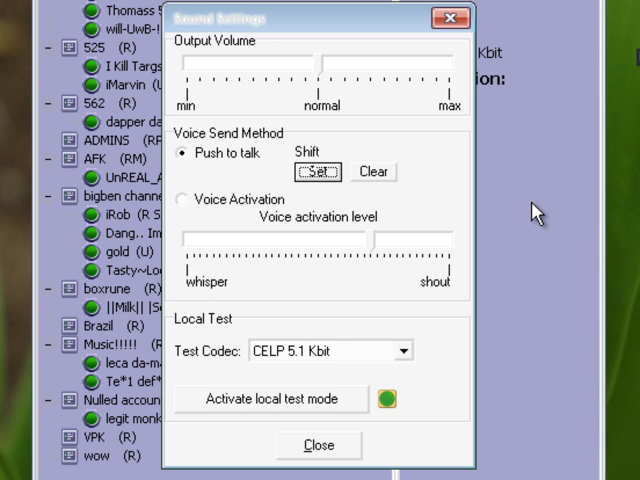 Thomass
Sound Settings
will-UwB-!
Output Volume
525 (R)
Kbit
I Kill Targs
ion:
iMarvin (U
min normal max
562 (R)
dapper da
Voice Send Method
ADMINS (RP
Push to talk Shift
AFK (RM)
Set Clear
UnREAL_A
bigben channe
Voice Activation
iRob (R S
Voice activation level
Dang.. Im
gold (U)
Tasty~Lo
whisper shout
boxrune (R)
||Milk|| |S
Local Test
Brazil (R)
Music!!!!! (R
Test Codec: CELP 5.1 Kbit
leca da-m
Te*1 def*
Nulled accoun
Activate local test mode
legit monk
VPK (R)
Close
wow (R)